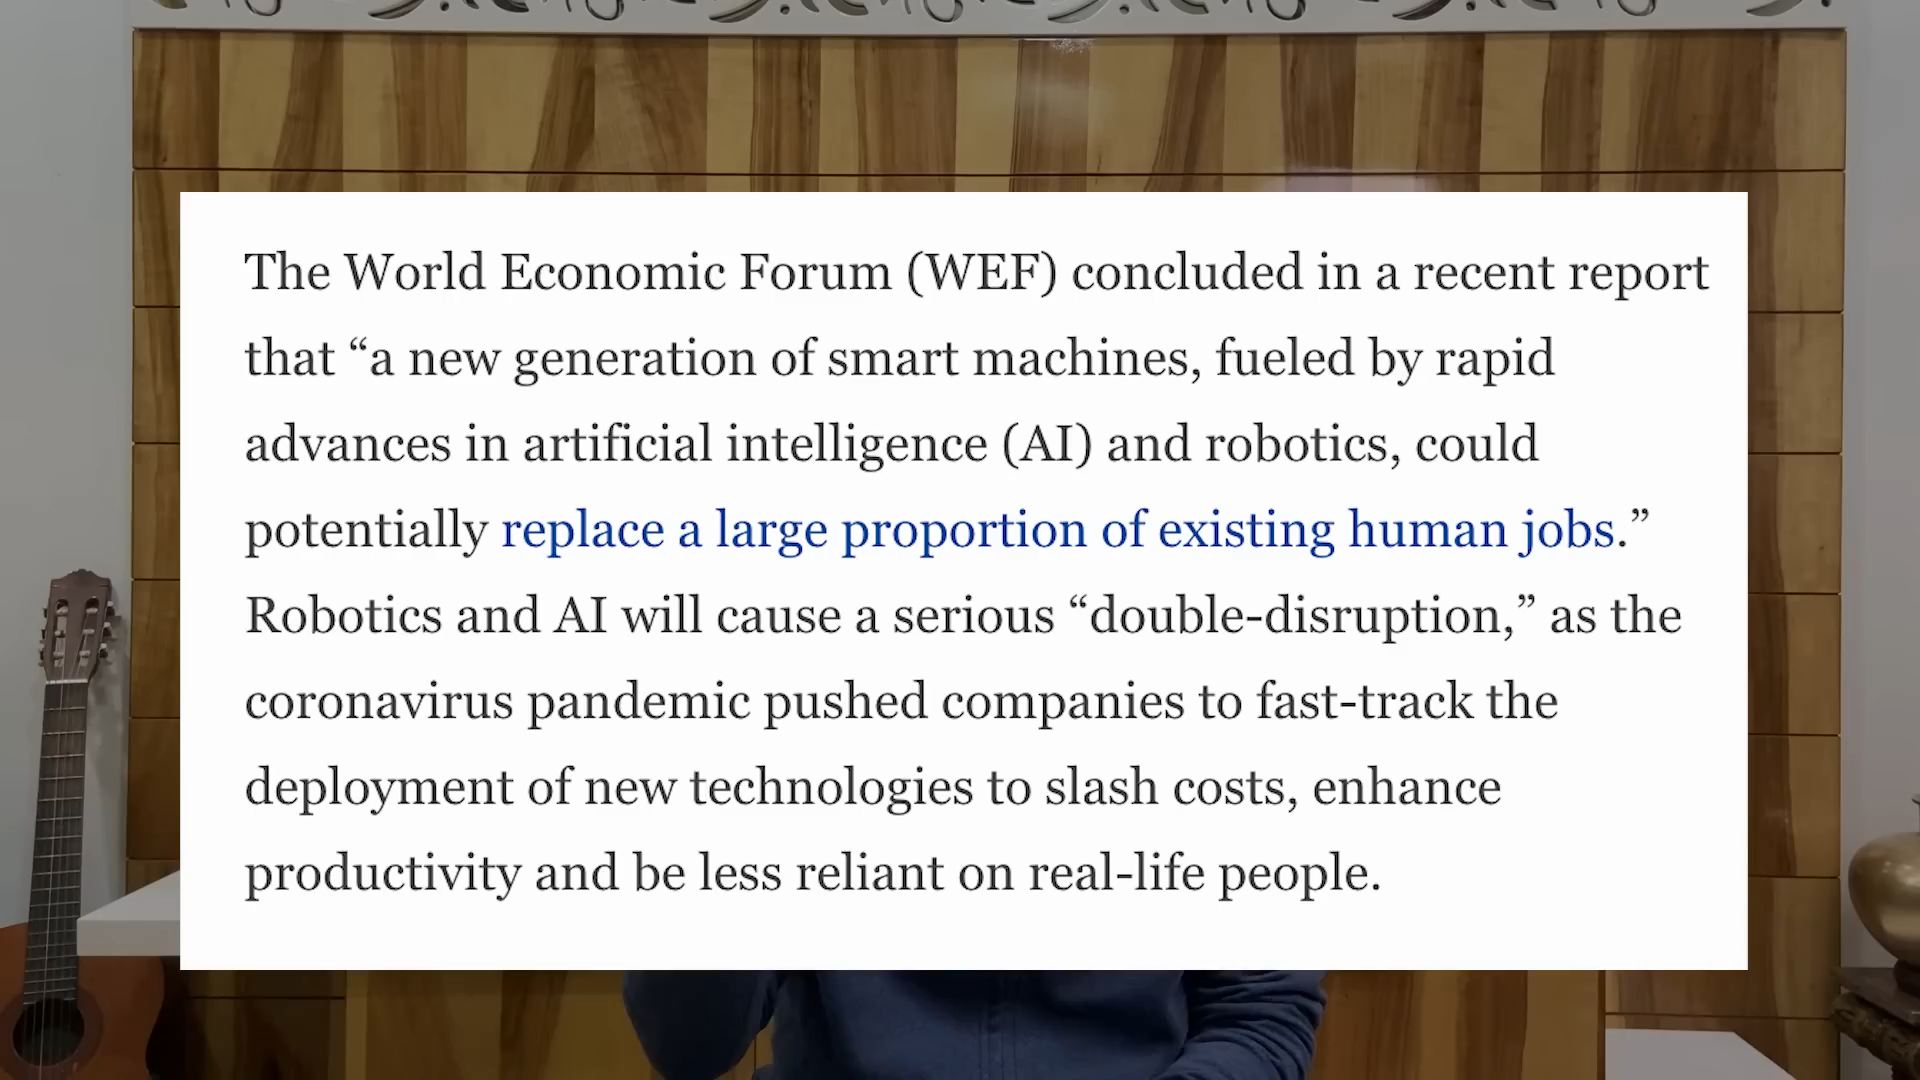 The World Economic Forum (WEF) concluded in a recent report
that “a new generation of smart machines, fueled by rapid
advances in artificial intelligence (AI) and robotics, could
potentially replace a large proportion of existing human jobs.”
Robotics and AI will cause a serious “double-disruption,” as the
coronavirus pandemic pushed companies to fast-track the
deployment of new technologies to slash costs, enhance
productivity and be less reliant on real-life people.